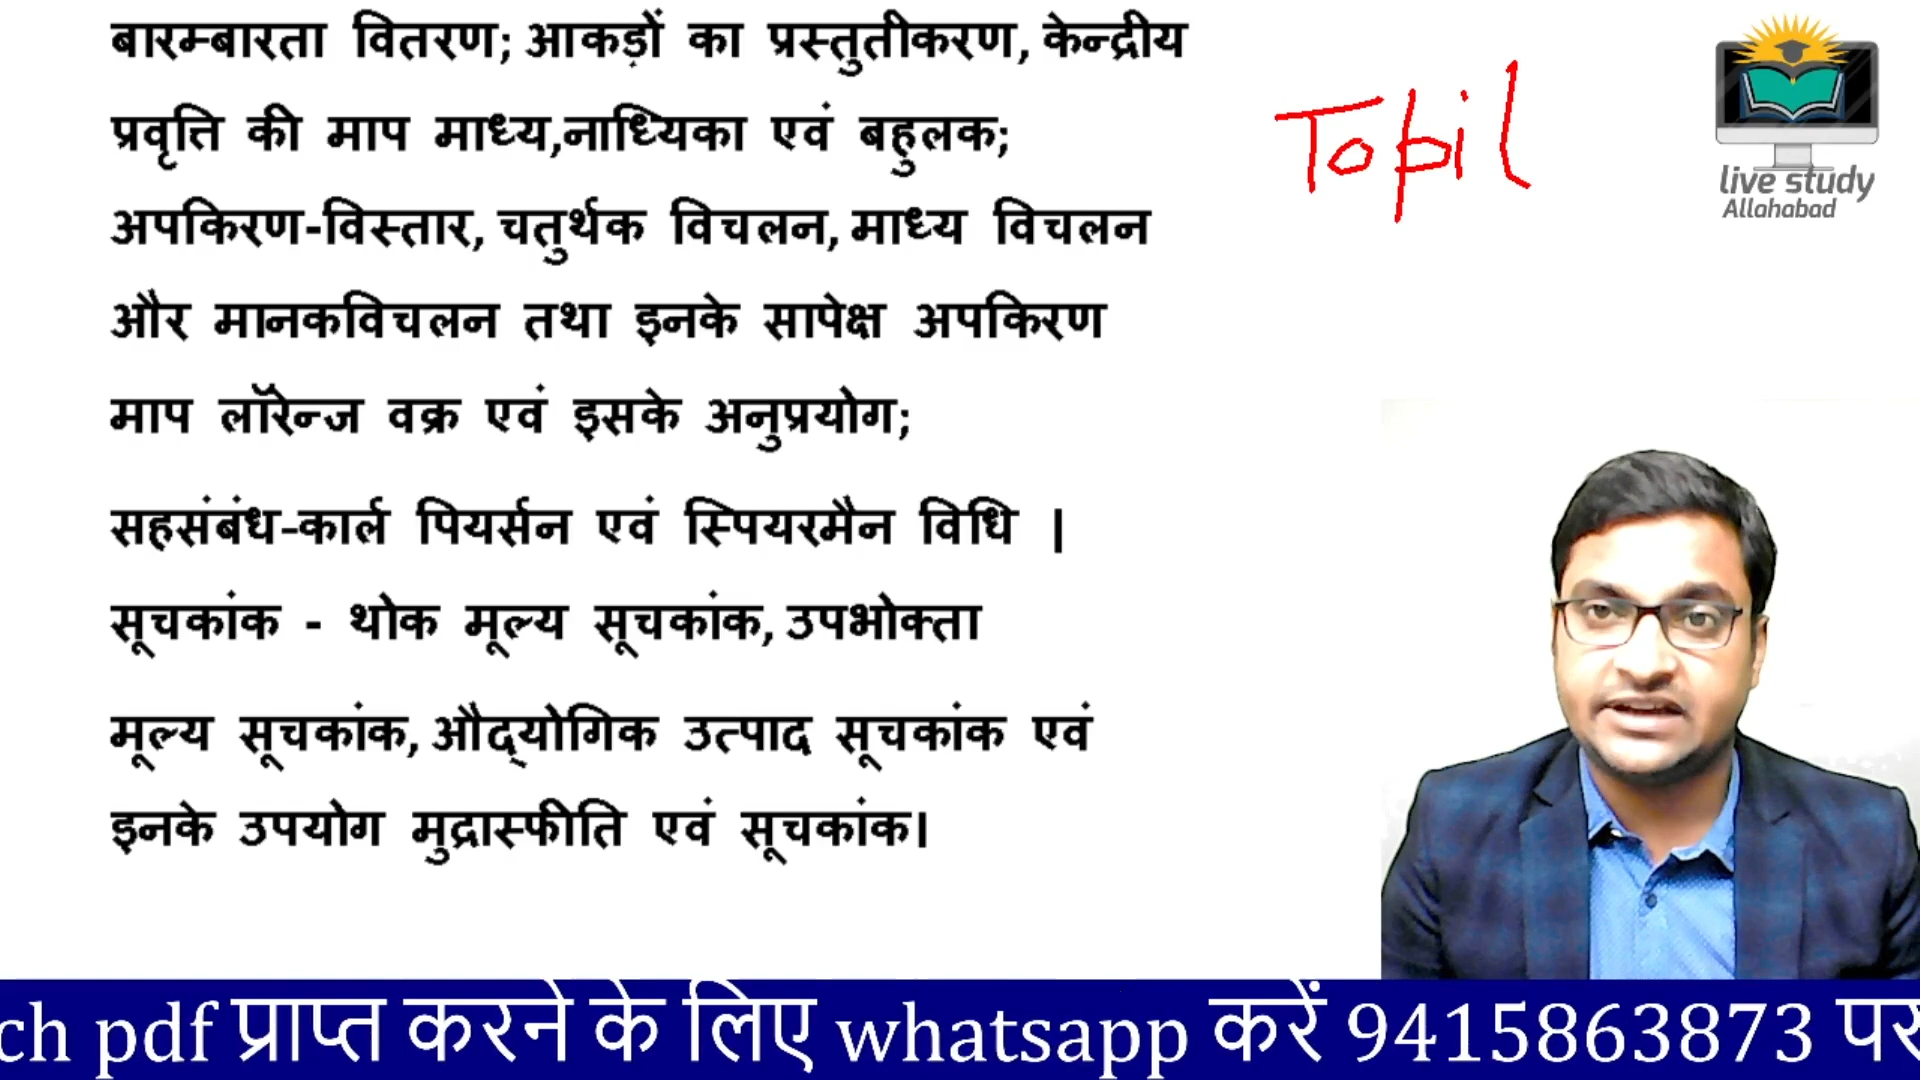 बारम्बारता वितरण; आकड़ों का प्रस्तुतीकरण, केन्द्रीय
प्रवृत्ति की माप माध्य,नाध्यिका एवं बहुलक;
अपकिरण-विस्तार, चतुर्थक विचलन, माध्य विचलन
और मानकविचलन तथा इनके सापेक्ष अपकिरण
माप लॉरेन्ज वक्र एवं इसके अनुप्रयोग;
सहसंबंध-कार्ल पियर्सन एवं स्पियरमैन विधि |
सूचकांक - थोक मूल्य सूचकांक, उपभोक्ता
मूल्य सूचकांक, औद्योगिक उत्पाद सूचकांक एवं
इनके उपयोग मुद्रास्फीति एवं सूचकांक।
Topil
live study
Allahabad
ch pdf प्राप्त करने के लिए whatsapp करें 9415863873 पर